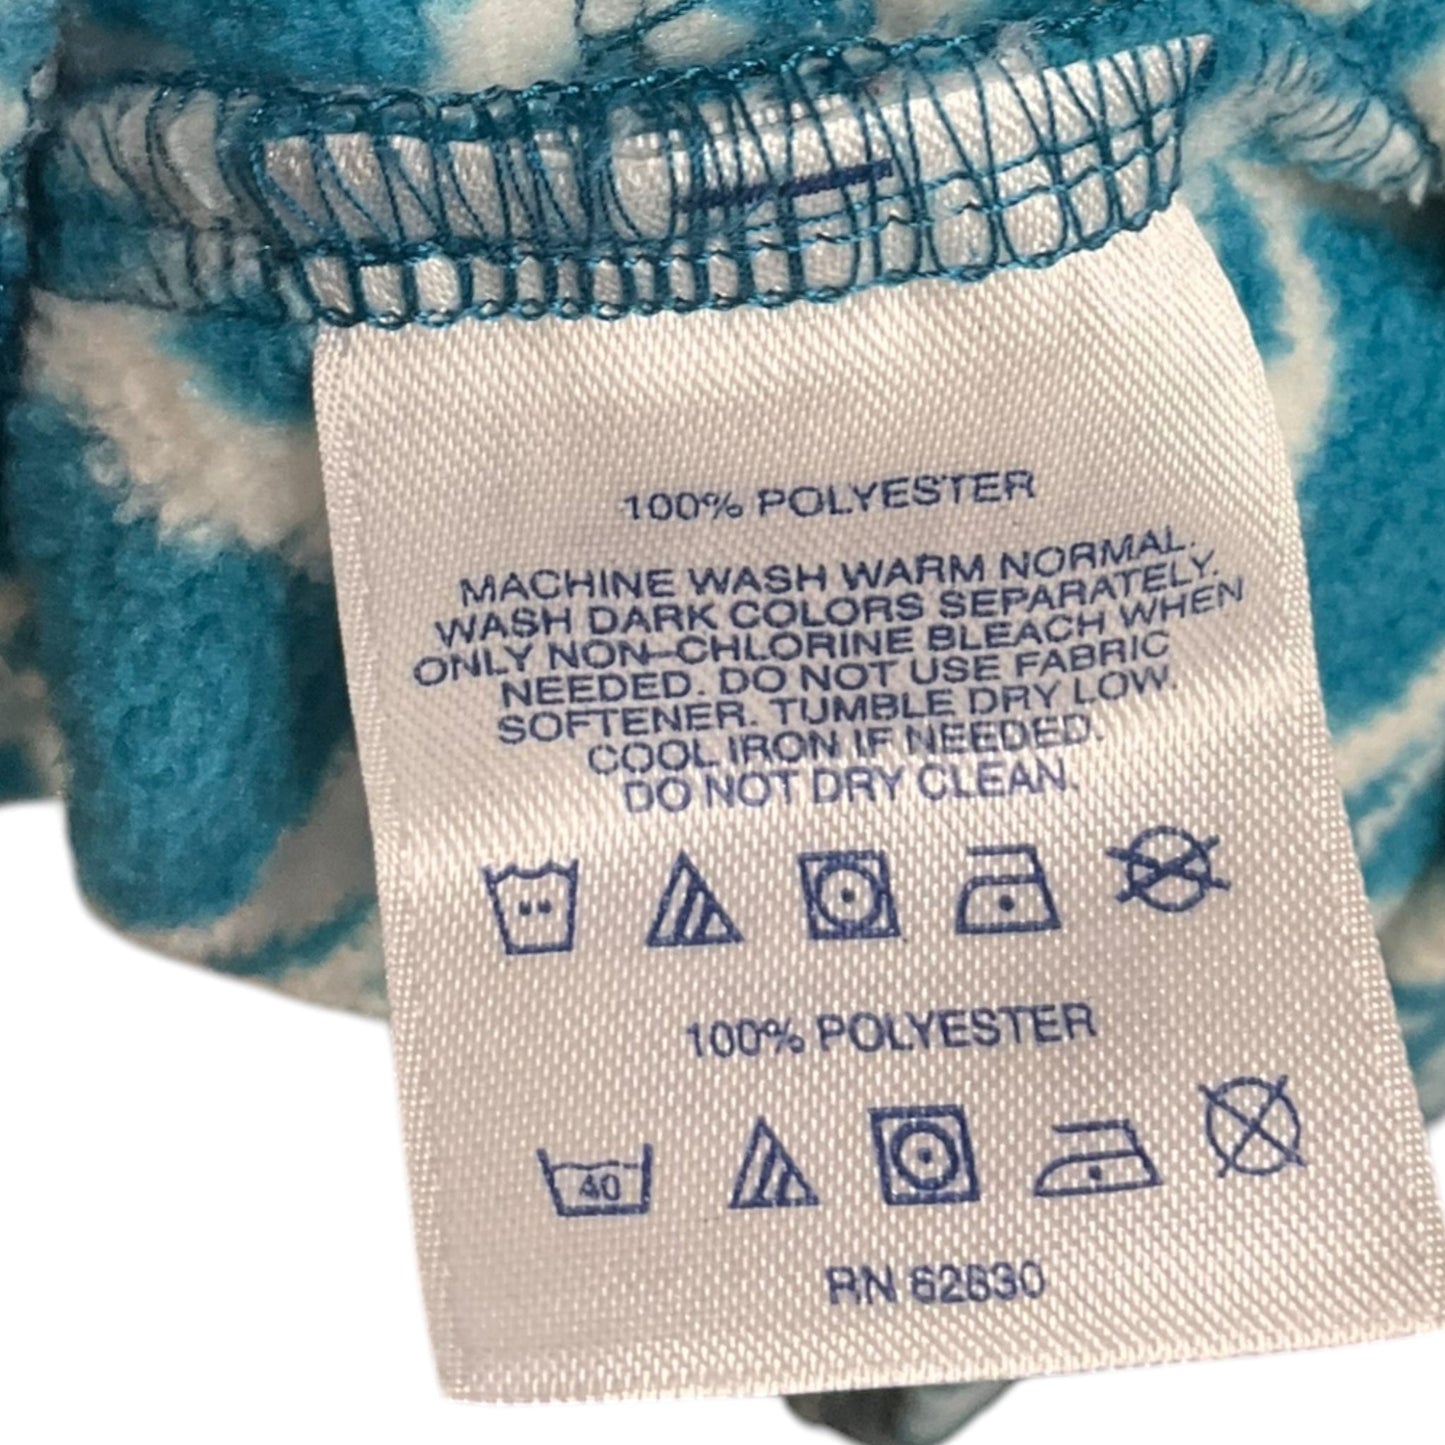 100% POLYESTER
MACHINE WASH WARM NORMAL.
WASH DARK COLORS SEPARATELY.
ONLY NON-CHLORINE BLEACH WHEN
NEEDED. DO NOT USE FABRIC
SOFTENER. TUMBLE DRY LOW.
COOL IRON IF NEEDED.
DO NOT DRY CLEAN.
100% POLYESTER
40
RN 62630